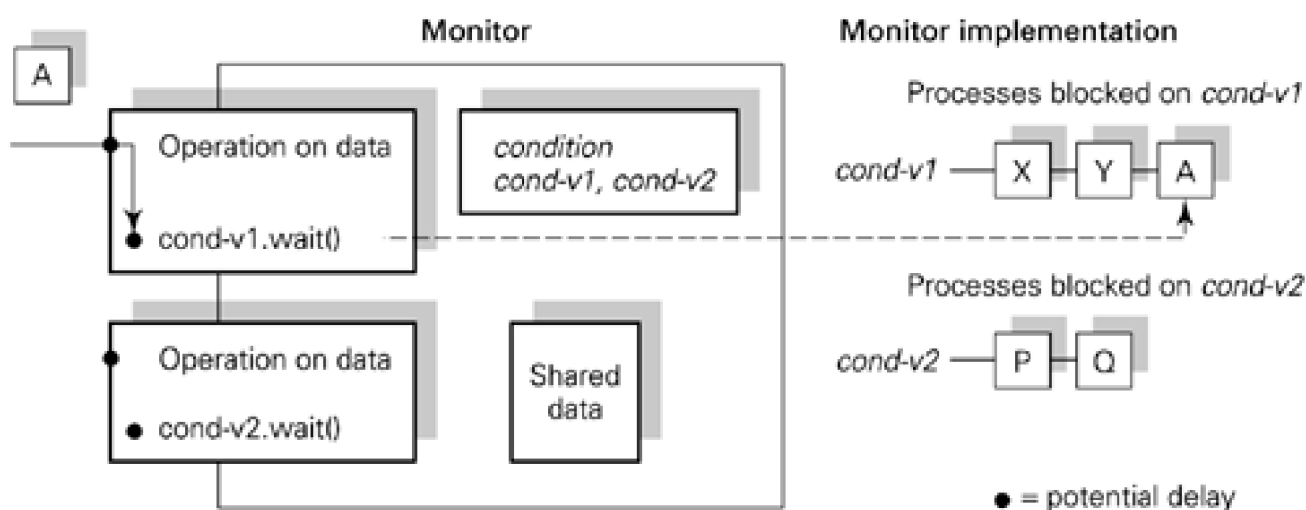 Monitor
Monitor implementation
A
Operation on data
cond-v1.wait()
condition
cond-v1, cond-v2
Operation on data
cond-v2.wait()
Shared
data
Processes blocked on cond-v1
cond-v1 X Y A
Processes blocked on cond-v2
cond-v2 P Q
● = potential delay